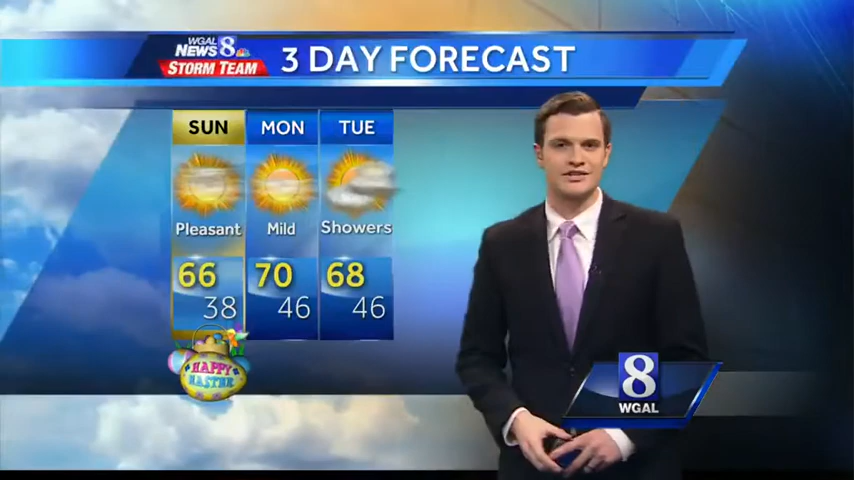 WGAL
NEWS 8
STORM TEAM
3 DAY FORECAST
SUN MON TUE
Pleasant Mild Showers
66 70 68
38 46 46
HAPPY
EASTER
8
WGAL